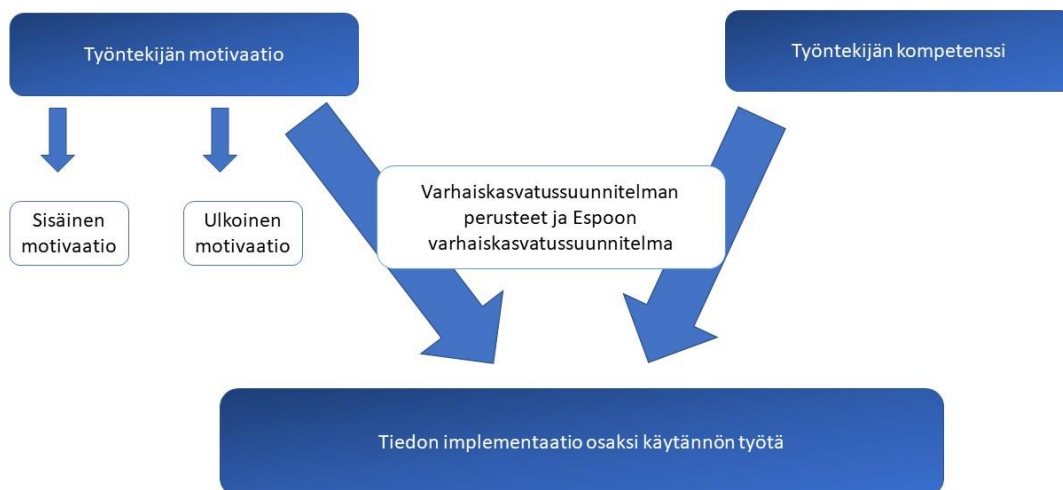 Työntekijän motivaatio
Työntekijän kompetenssi
Sisäinen
motivaatio
Ulkoinen
motivaatio
Varhaiskasvatussuunnitelman
perusteet ja Espoon
varhaiskasvatussuunnitelma
Tiedon implementaatio osaksi käytännön työtä